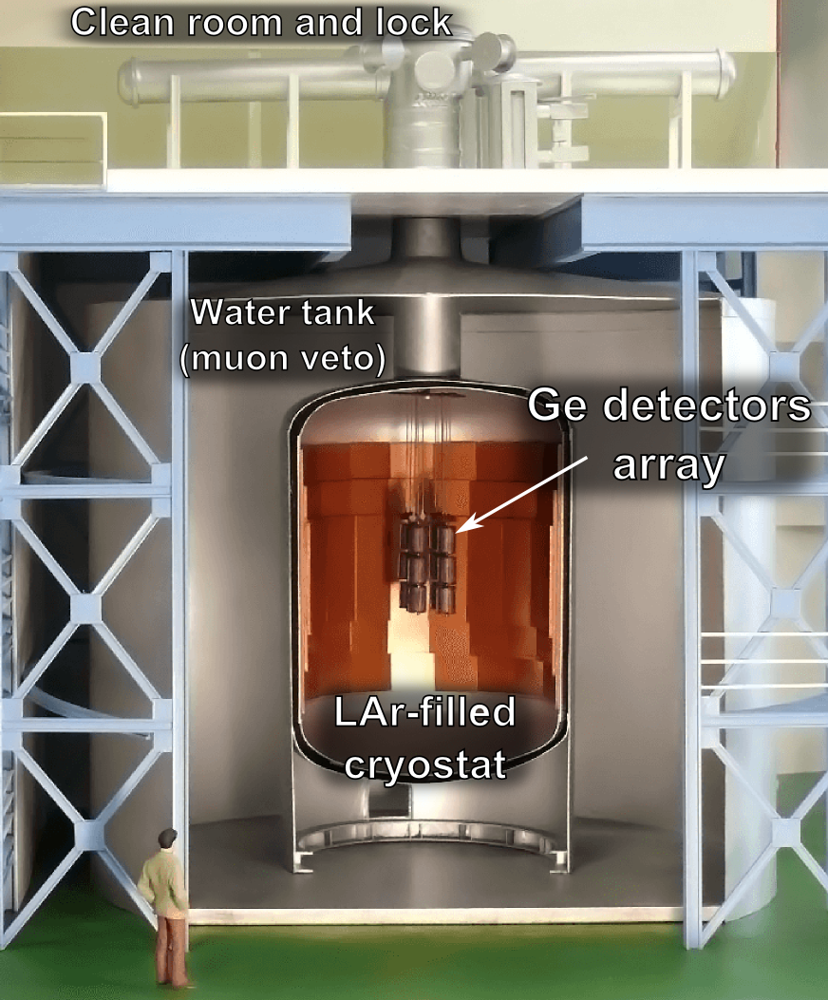 Clean room and lock
Water tank
(muon veto)
Ge detectors
array
LAr-filled
cryostat